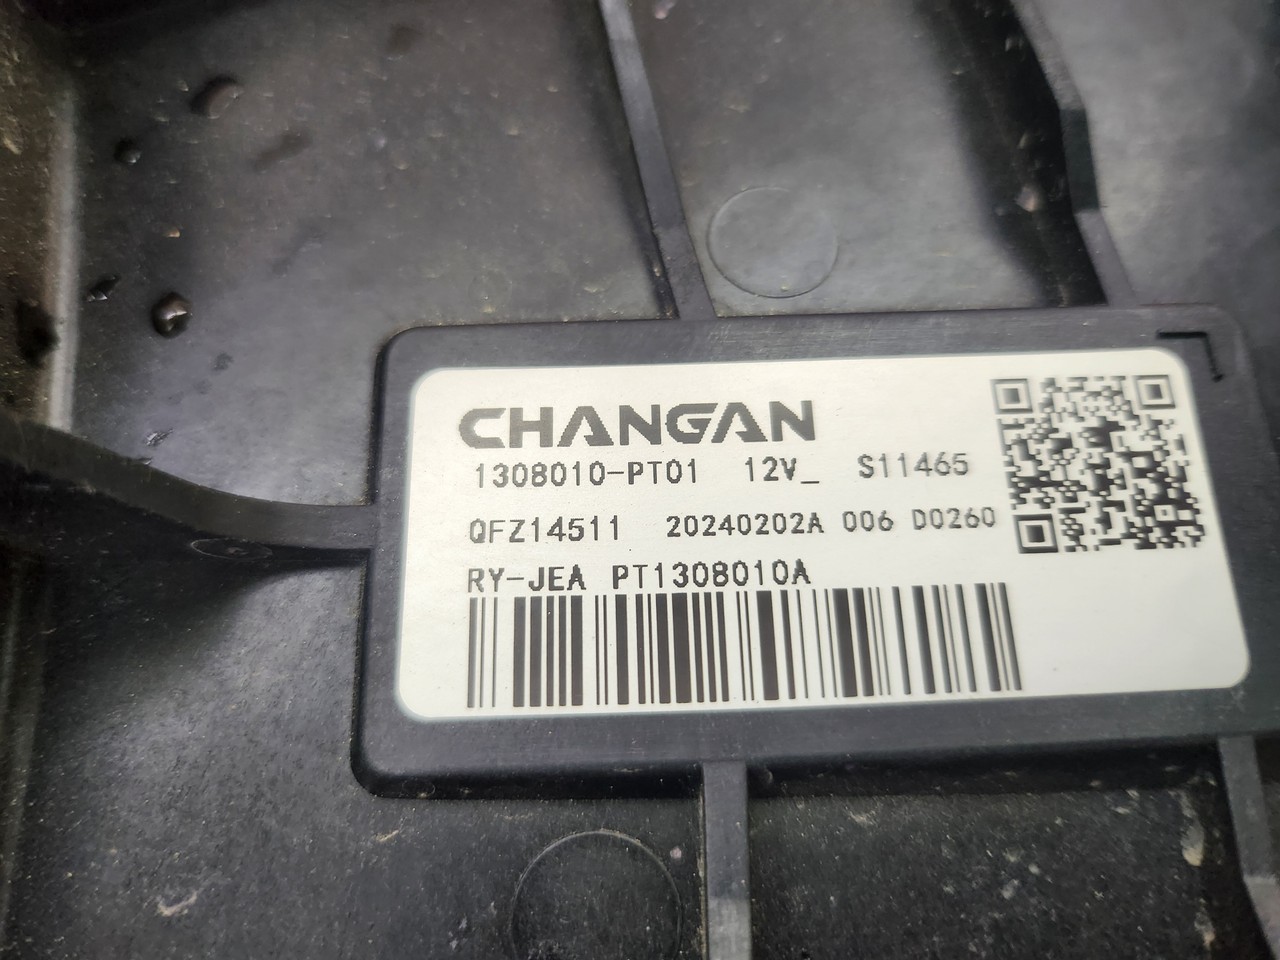 CHANGAN
1308010-PT01 12V_ S11465
QFZ14511 20240202A 006 D0260
RY-JEA PT1308010A